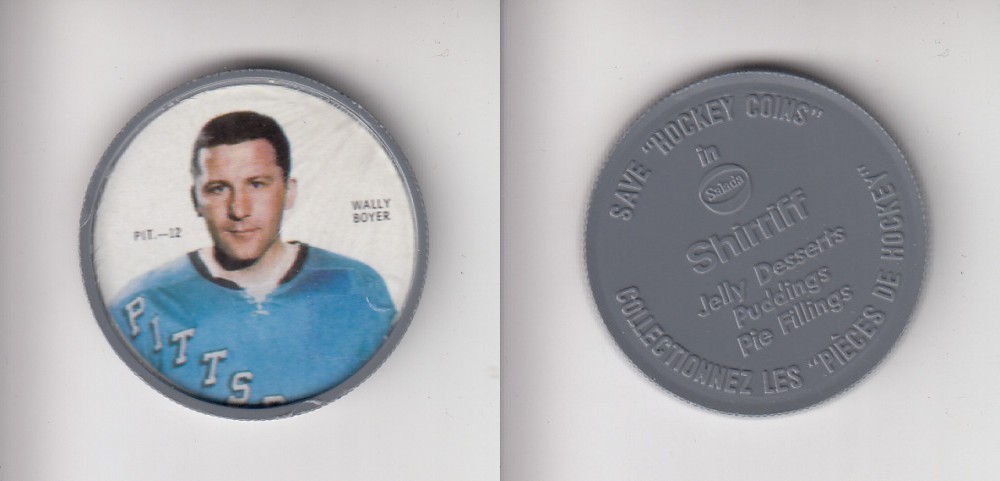 PIT.—12
WALLY
BOYER
PITTS
SAVE "HOCKEY COINS"
in
Salada
Shirriff
Jelly Desserts
Puddings
Pie Fillings
COLLECTIONNEZ LES "PIÈCES DE HOCKEY"